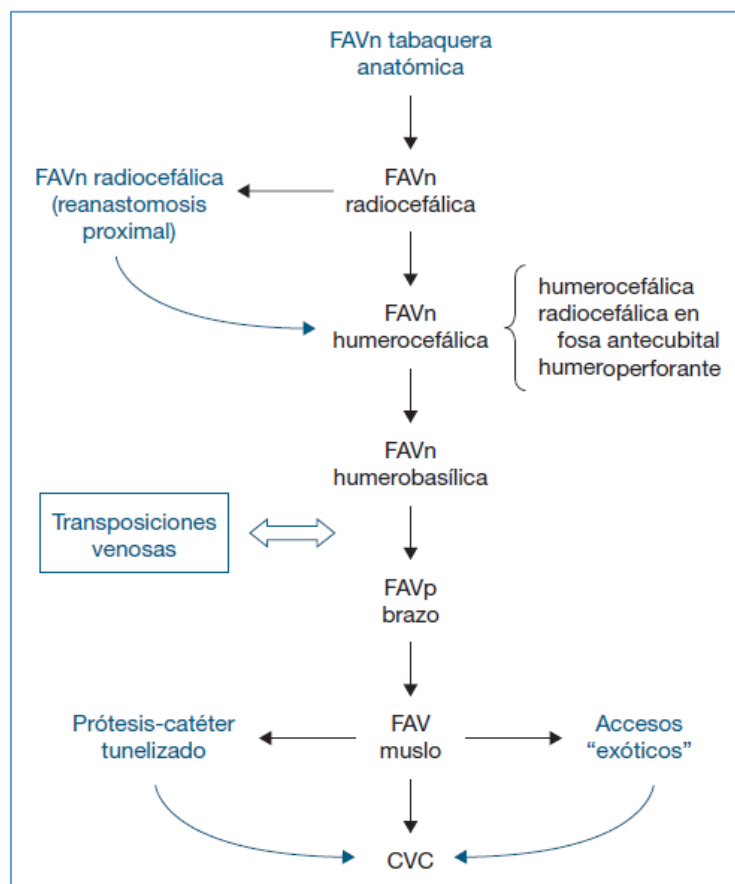 FAVn tabaquera
anatómica
FAVn radiocefálica
(reanastomosis
proximal)
FAVn
radiocefálica
FAVn
humerocefálica
humerocefálica
radiocefálica en
fosa antecubital
humeroperforante
FAVn
humerobasílica
Transposiciones
venosas
FAVp
brazo
Prótesis-catéter
tunelizado
FAV
muslo
Accesos
“exóticos”
CVC